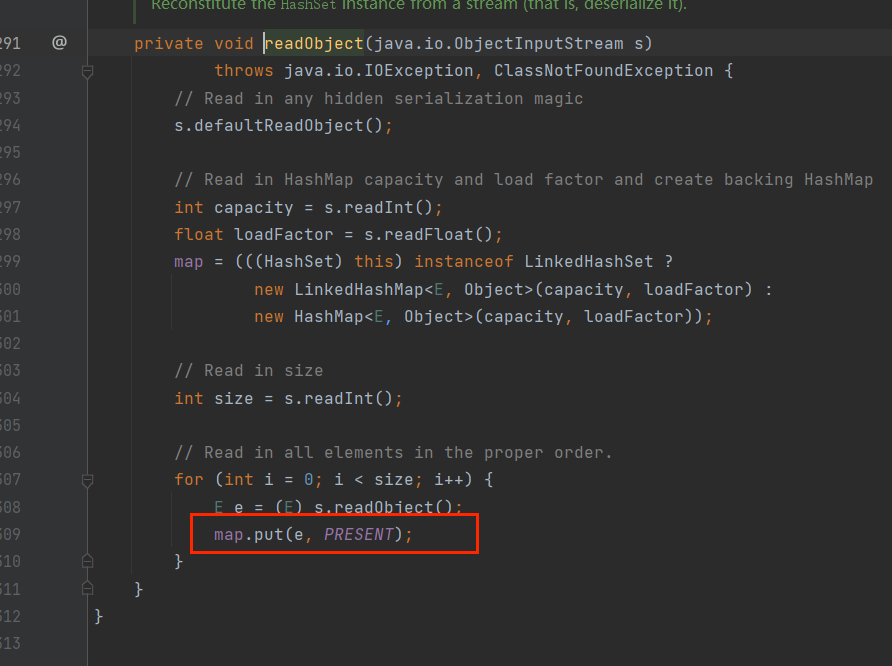 Reconstitute the HashSet instance from a stream (that is, deserialize it).
291 @ private void readObject(java.io.ObjectInputStream s)
292 throws java.io.IOException, ClassNotFoundException {
293 // Read in any hidden serialization magic
294 s.defaultReadObject();
295
296 // Read in HashMap capacity and load factor and create backing HashMap
297 int capacity = s.readInt();
298 float loadFactor = s.readFloat();
299 map = (((HashSet) this) instanceof LinkedHashSet ?
300 new LinkedHashMap<E, Object>(capacity, loadFactor) :
301 new HashMap<E, Object>(capacity, loadFactor));
302
303 // Read in size
304 int size = s.readInt();
305
306 // Read in all elements in the proper order.
307 for (int i = 0; i < size; i++) {
308 E e = (E) s.readObject();
309 map.put(e, PRESENT);
310 }
311 }
312 }
313